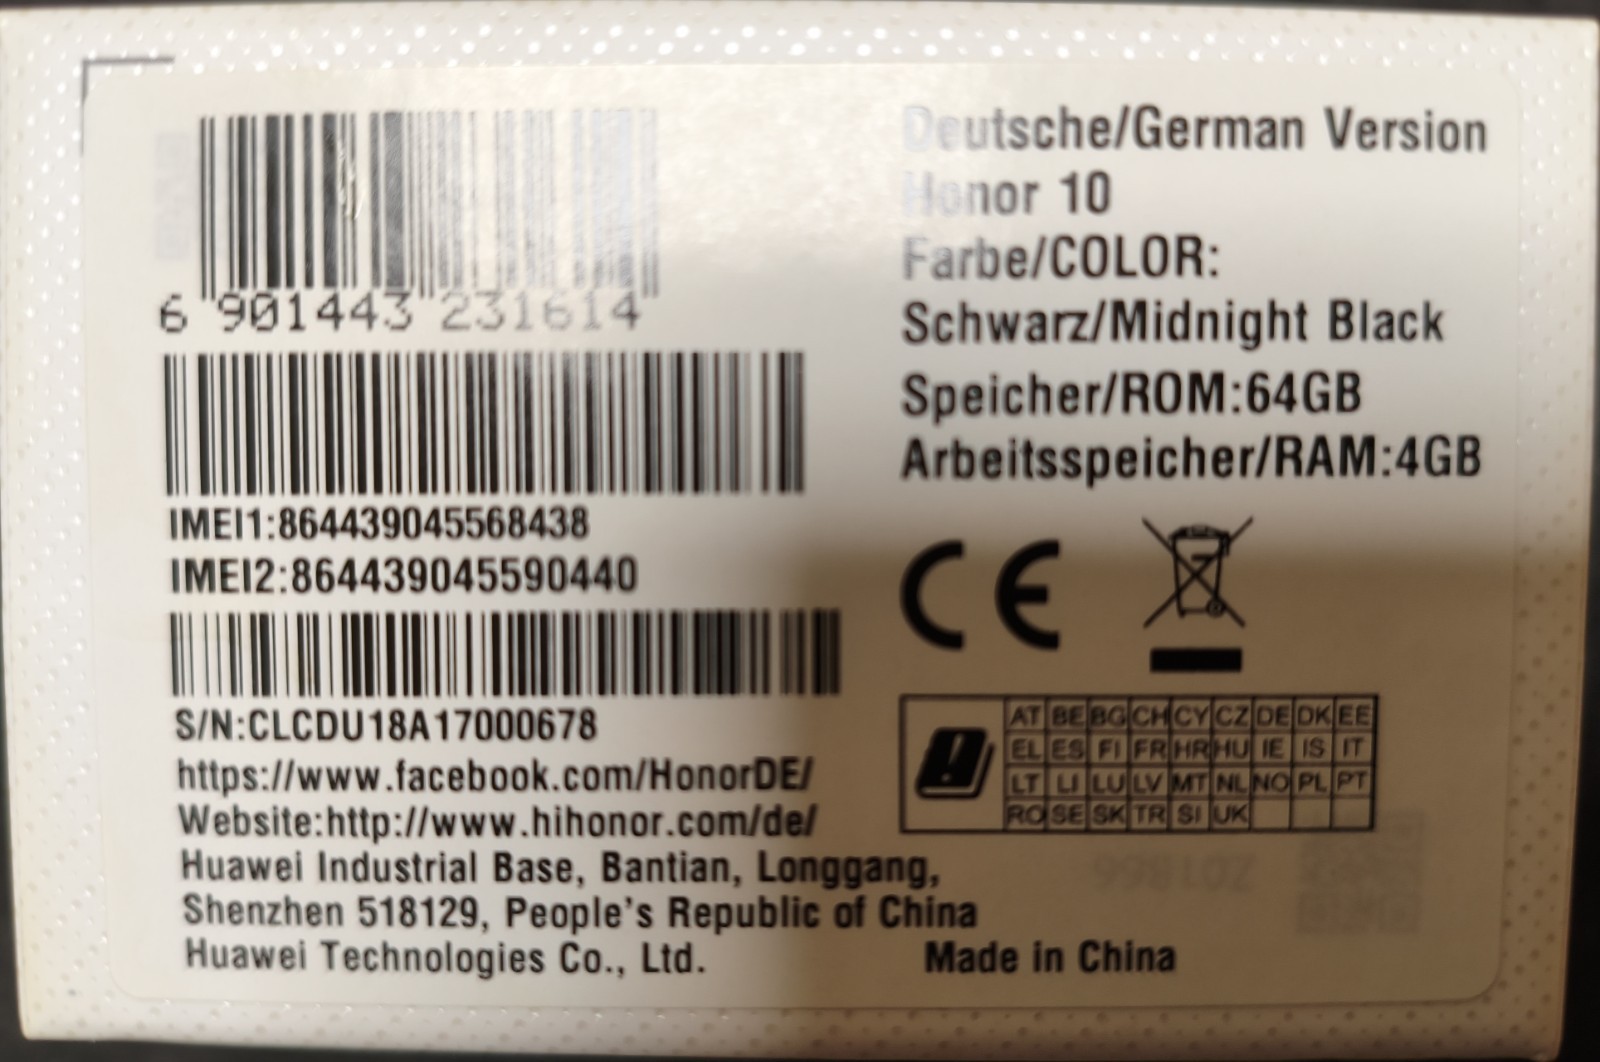 Deutsche/German Version
Honor 10
Farbe/COLOR:
Schwarz/Midnight Black
Speicher/ROM:64GB
Arbeitsspeicher/RAM:4GB
6 901443 231614
IMEI1:864439045568438
IMEI2:864439045590440
S/N:CLCDU18A17000678
https://www.facebook.com/HonorDE/
Website:http://www.hihonor.com/de/
Huawei Industrial Base, Bantian, Longgang,
Shenzhen 518129, People's Republic of China
Huawei Technologies Co., Ltd.
Made in China
CE
AT BE BG CH CY CZ DE DK EE
EL ES FI FR HR HU IE IS IT
LT LI LU LV MT NL NO PL PT
RO SE SK TR SI UK